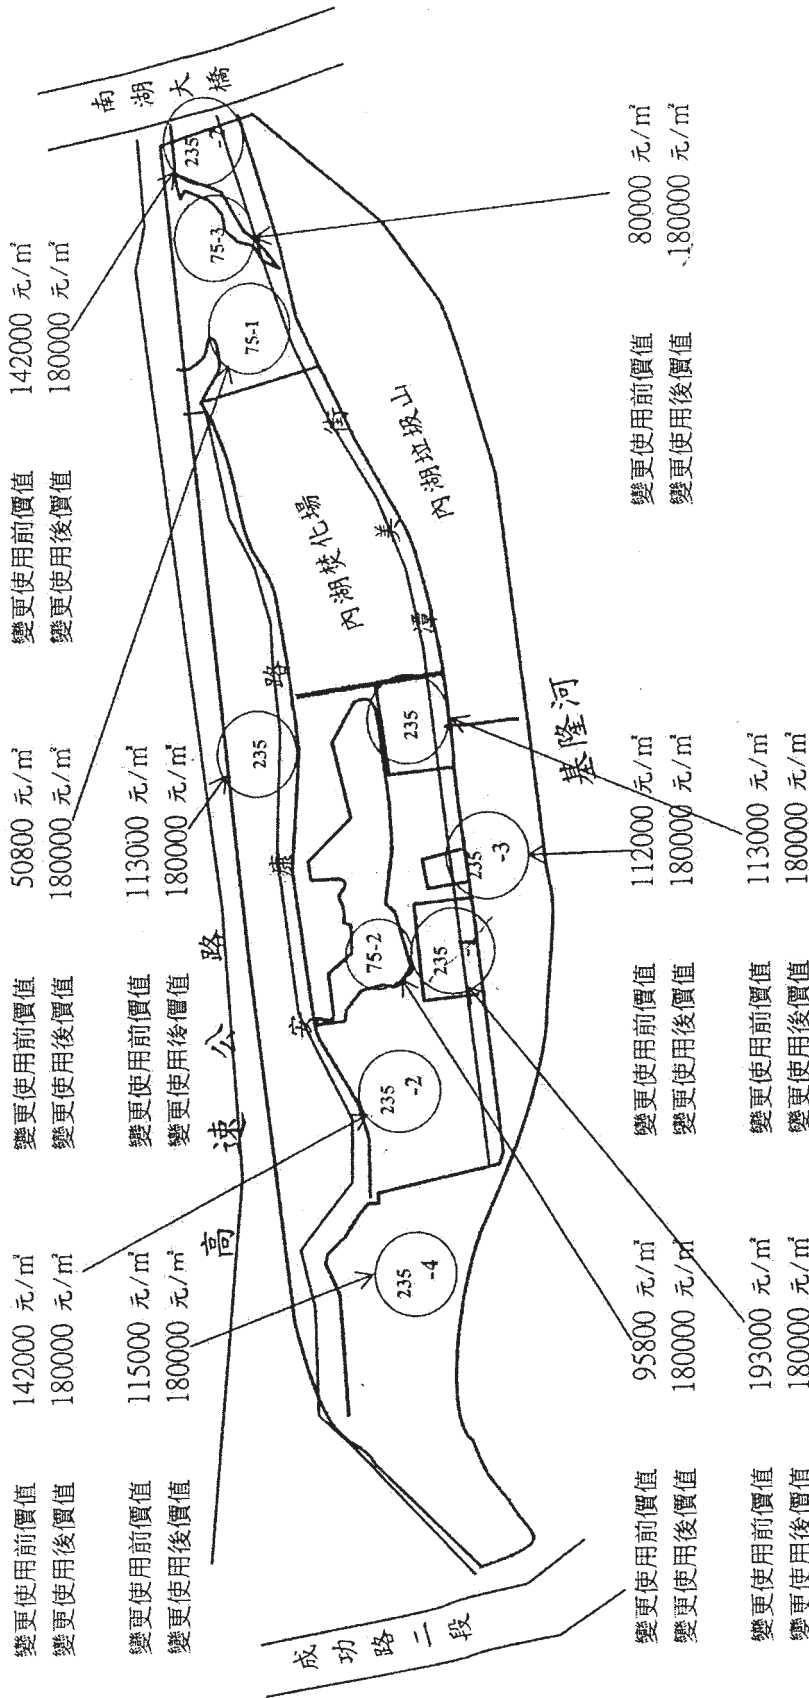 變更使用前價值 142000 元/㎡
變更使用後價值 180000 元/㎡
變更使用前價值 50800 元/㎡
變更使用後價值 180000 元/㎡
變更使用前價值 142000 元/㎡
變更使用後價值 180000 元/㎡
變更使用前價值 115000 元/㎡
變更使用後價值 180000 元/㎡
變更使用前價值 113000 元/㎡
變更使用後價值 180000 元/㎡
成功路二段
高速公路
南湖大橋
安康路
235
-4
235
-2
75-2
235
-1
235
-3
235
235
75-1
75-3
235
-2
內湖焚化場
潭美街
內湖垃圾山
基隆河
變更使用前價值 95800 元/㎡
變更使用後價值 180000 元/㎡
變更使用前價值 112000 元/㎡
變更使用後價值 180000 元/㎡
變更使用前價值 80000 元/㎡
變更使用後價值 180000 元/㎡
變更使用前價值 193000 元/㎡
變更使用後價值 180000 元/㎡
變更使用前價值 113000 元/㎡
變更使用後價值 180000 元/㎡